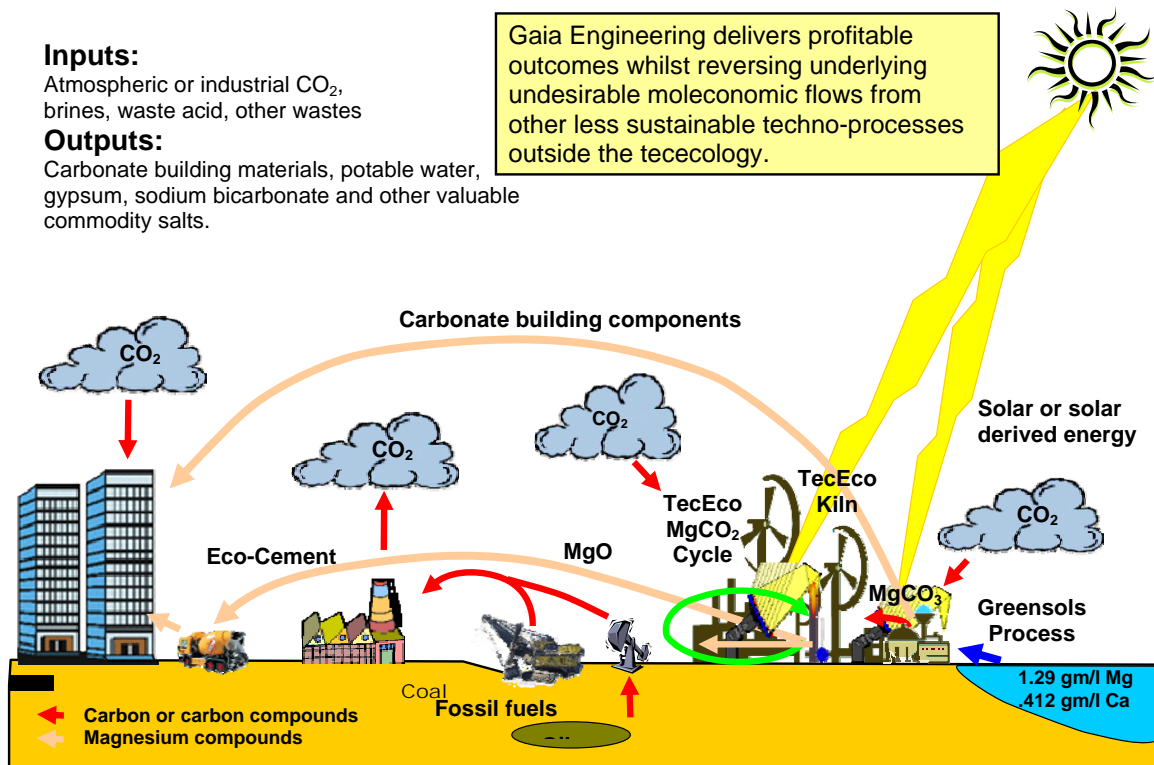 Inputs:
Atmospheric or industrial CO₂,
brines, waste acid, other wastes
Outputs:
Carbonate building materials, potable water,
gypsum, sodium bicarbonate and other valuable
commodity salts.
Gaia Engineering delivers profitable
outcomes whilst reversing underlying
undesirable moleconomic flows from
other less sustainable techno-processes
outside the tececology.
Carbonate building components
CO₂
CO₂
CO₂
Solar or solar
derived energy
TecEco
Kiln
TecEco
MgCO₂
Cycle
CO₂
Eco-Cement
MgO
MgCO₃
Greensols
Process
1.29 gm/l Mg
.412 gm/l Ca
Coal
Fossil fuels
Carbon or carbon compounds
Magnesium compounds